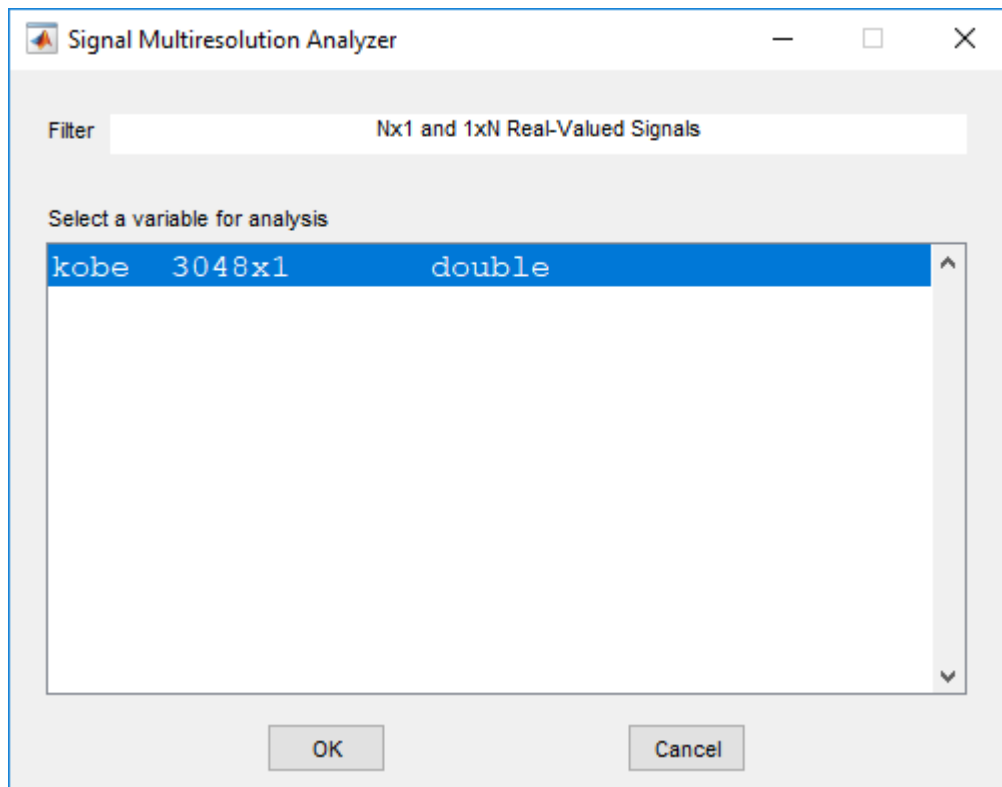 Signal Multiresolution Analyzer
Filter Nx1 and 1xN Real-Valued Signals
Select a variable for analysis
kobe 3048x1 double
OK Cancel